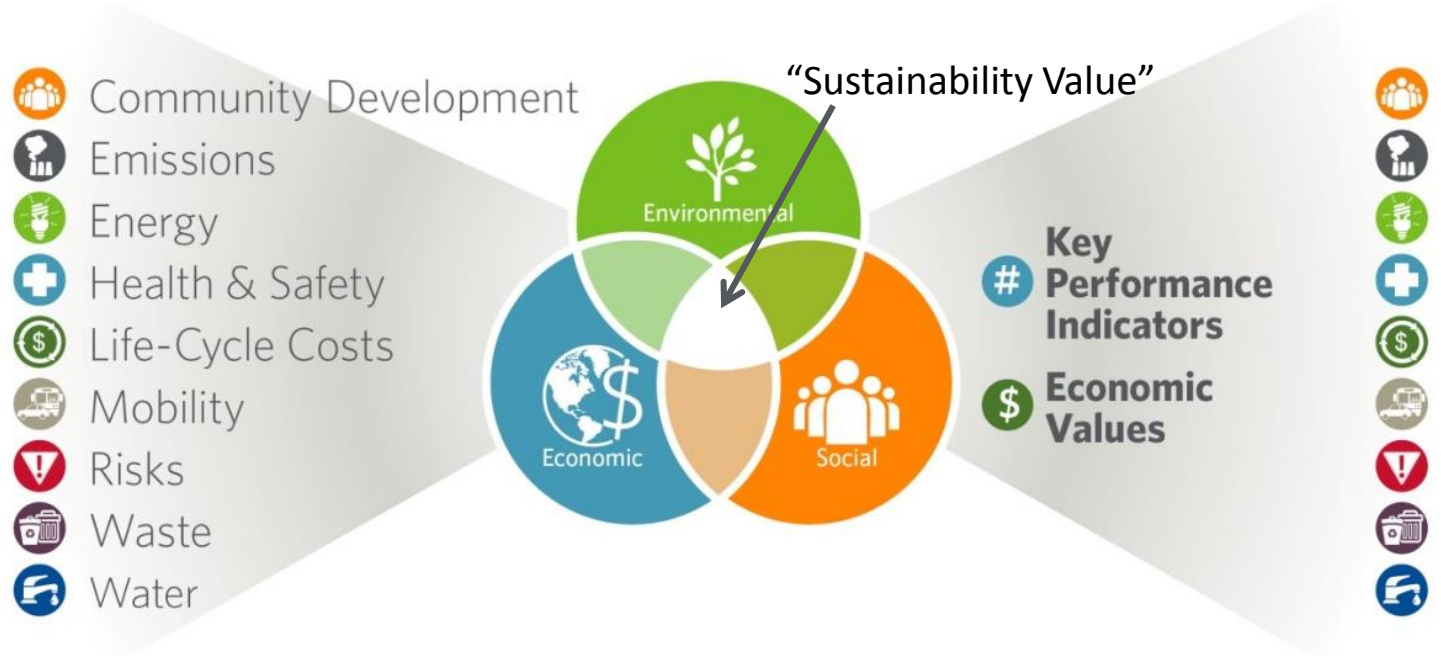 “Sustainability Value”
Community Development
Emissions
Energy
Health & Safety
Life-Cycle Costs
Mobility
Risks
Waste
Water
Environmental
Economic
Social
$
# Key
Performance
Indicators
$ Economic
Values
$
$